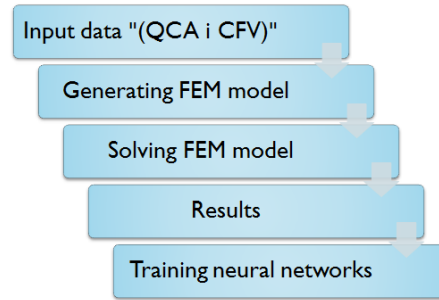 Input data "(QCA i CFV)"
Generating FEM model
Solving FEM model
Results
Training neural networks